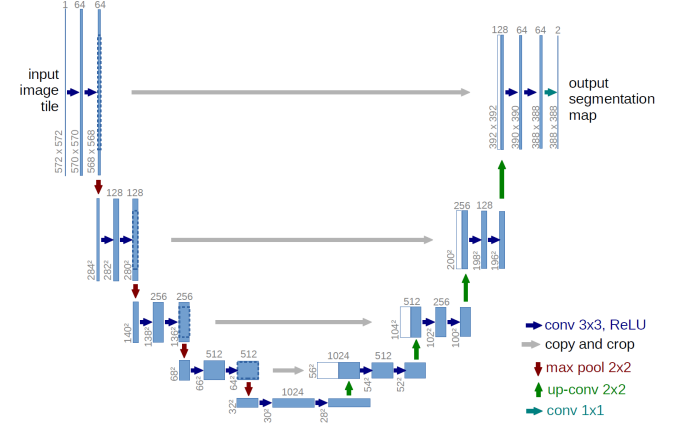 1 64 64
128 64 64 2
input
image
tile
output
segmentation
map
572 x 572
570 x 570
568 x 568
392 x 392
390 x 390
388 x 388
388 x 388
128 128
256 128
284²
282²
280²
200²
198²
196²
256 256
512 256
140²
138²
136²
104²
102²
100²
512 512
1024 512
68²
66²
64²
56²
54²
52²
1024
32²
30²
28²
conv 3x3, ReLU
copy and crop
max pool 2x2
up-conv 2x2
conv 1x1